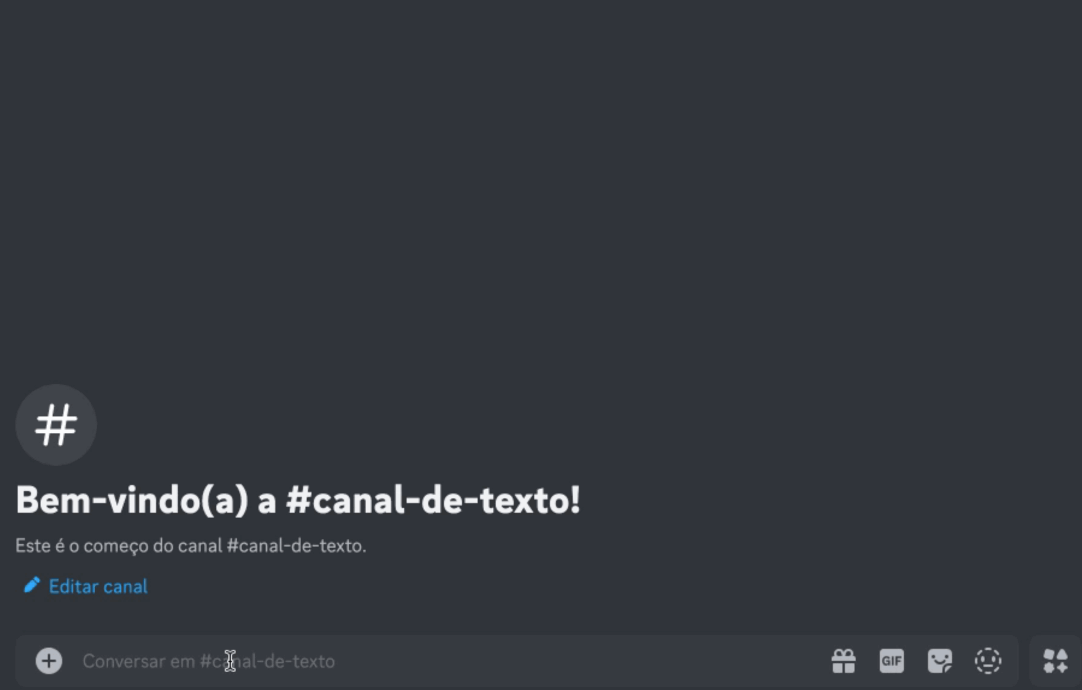 #
Bem-vindo(a) a #canal-de-texto!
Este é o começo do canal #canal-de-texto.
Editar canal
Conversar em #canal-de-texto
GIF